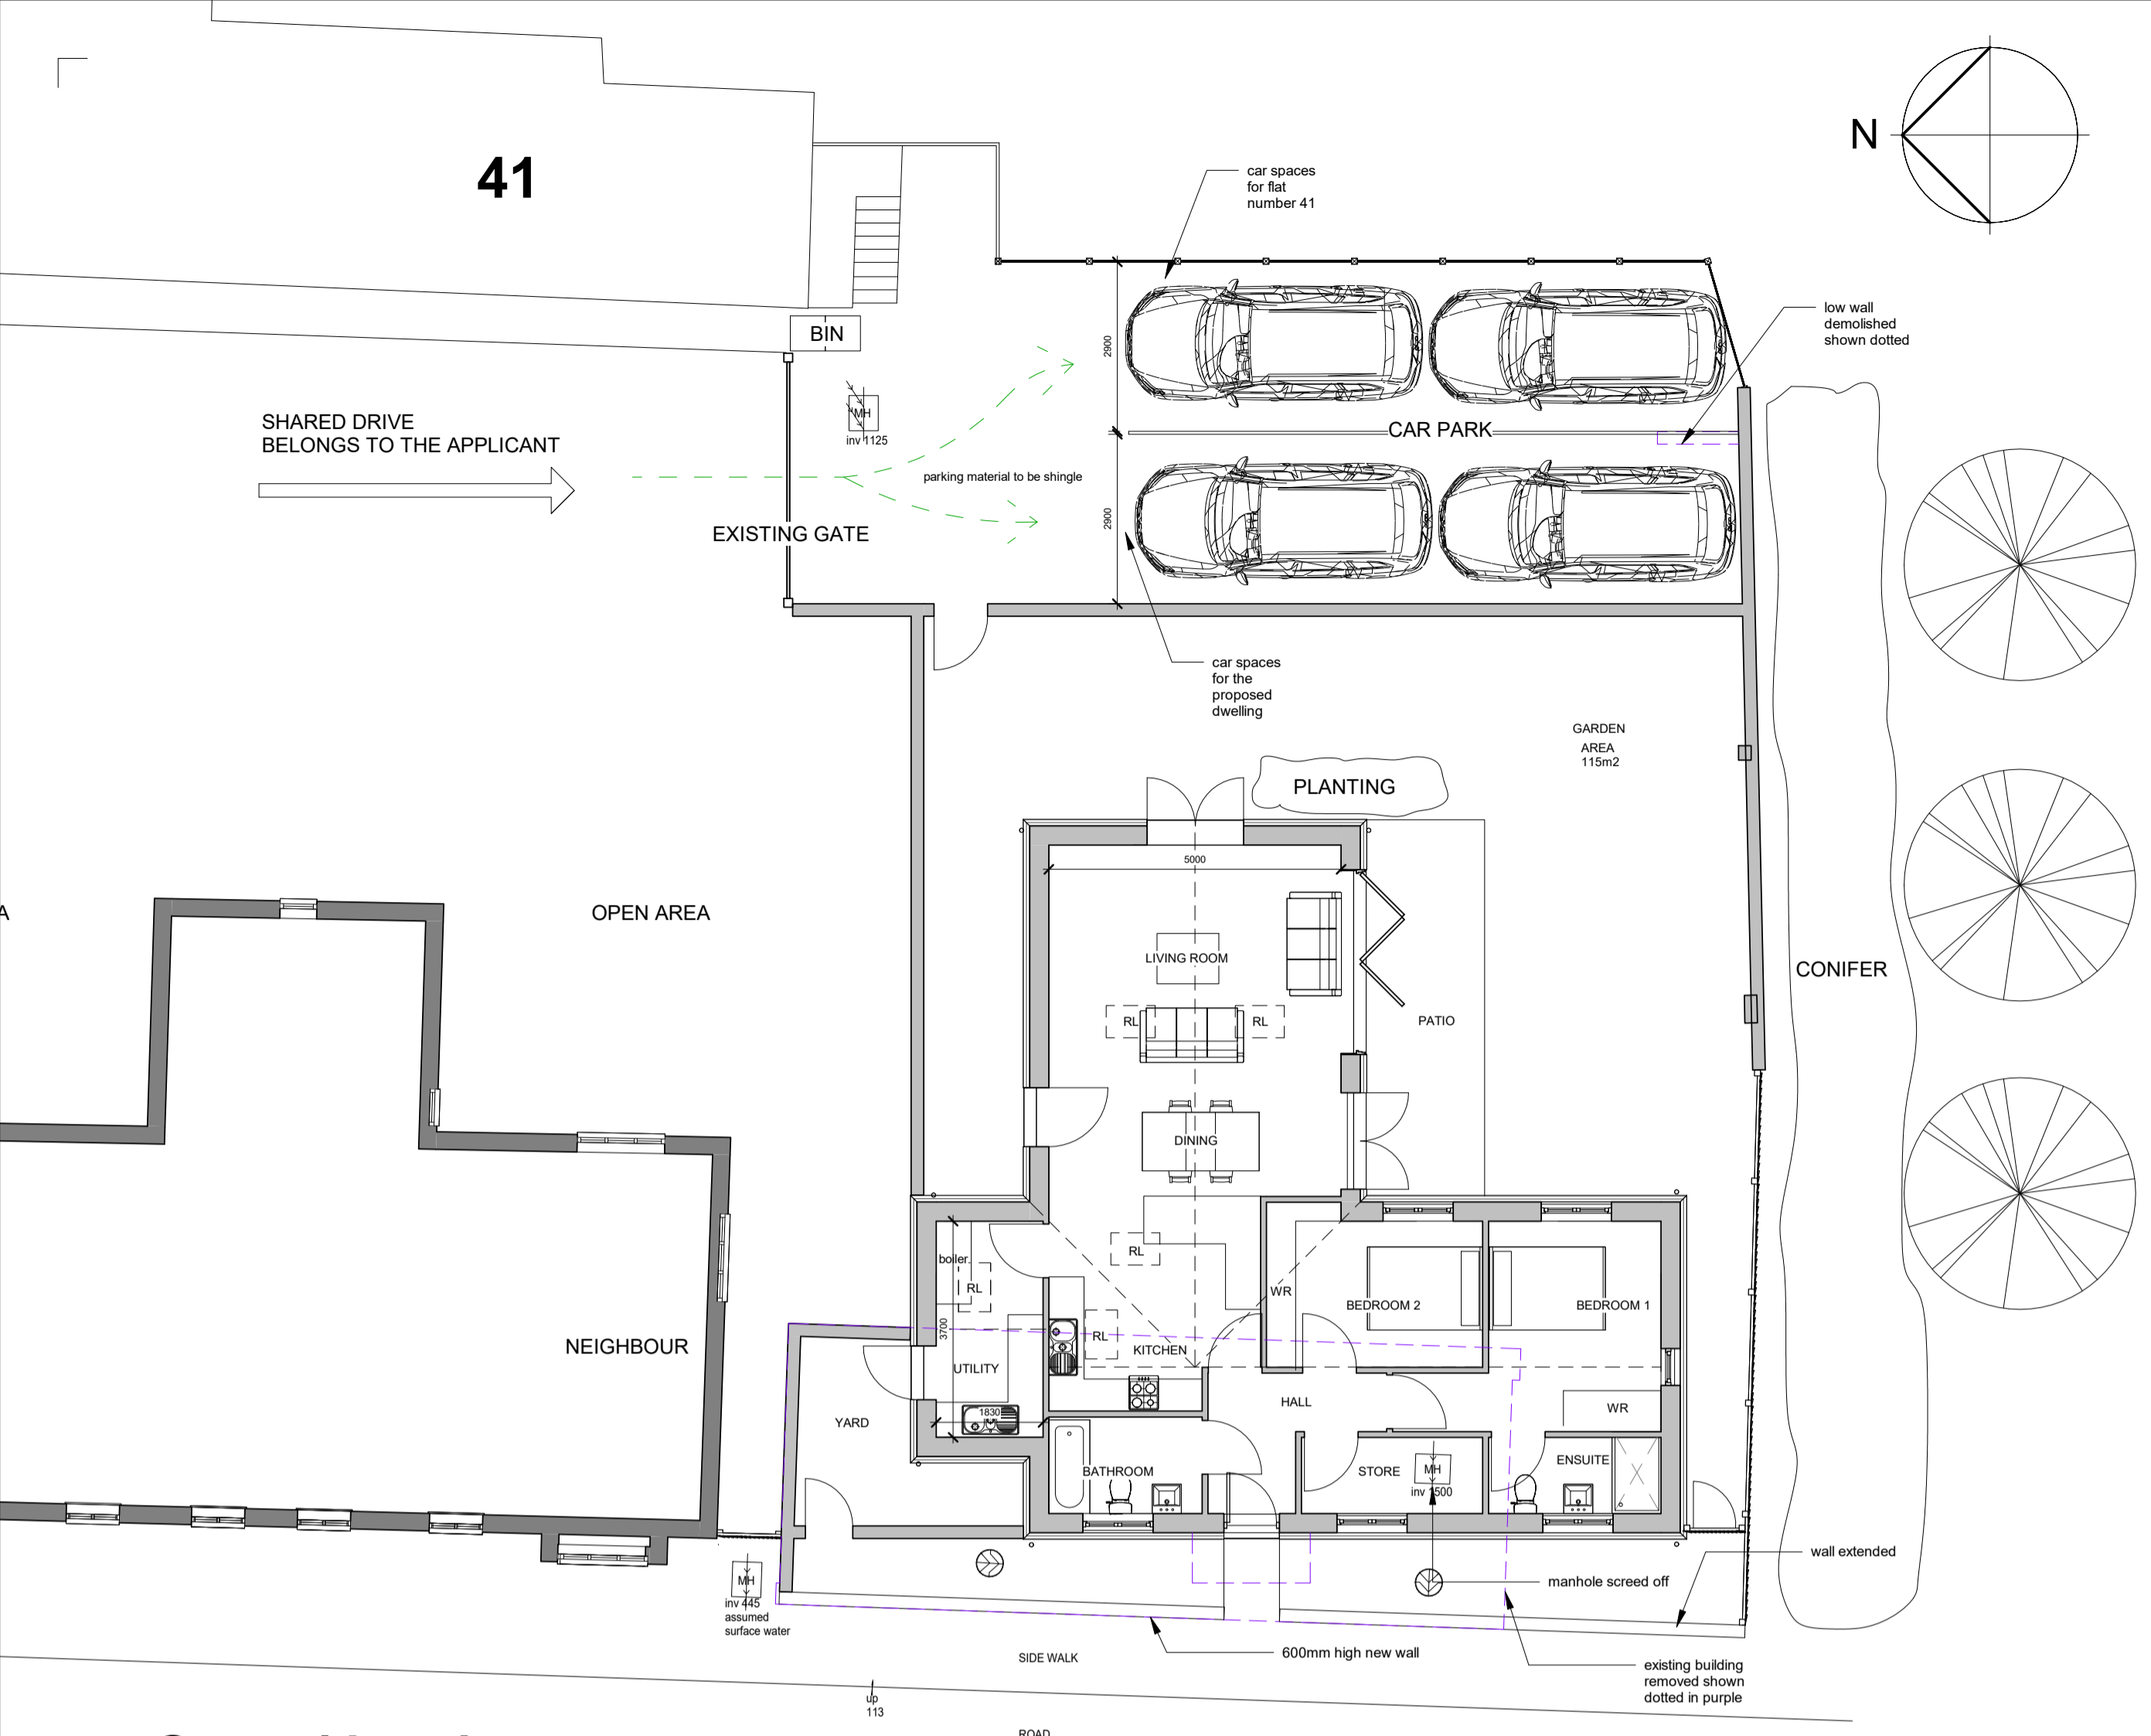 41
N
car spaces
for flat
number 41
low wall
demolished
shown dotted
BIN
2900
MH
inv 1125
SHARED DRIVE
BELONGS TO THE APPLICANT
CAR PARK
parking material to be shingle
EXISTING GATE
2900
car spaces
for the
proposed
dwelling
GARDEN
AREA
115m2
PLANTING
5000
A
OPEN AREA
LIVING ROOM
CONIFER
RL
RL
PATIO
DINING
boiler
RL
RL
WR
BEDROOM 2
BEDROOM 1
3700
RL
KITCHEN
NEIGHBOUR
UTILITY
HALL
WR
1830
YARD
BATHROOM
STORE
MH
inv 1500
ENSUITE
wall extended
manhole screed off
MH
inv 445
assumed
surface water
600mm high new wall
SIDE WALK
existing building
removed shown
dotted in purple
up
113
ROAD